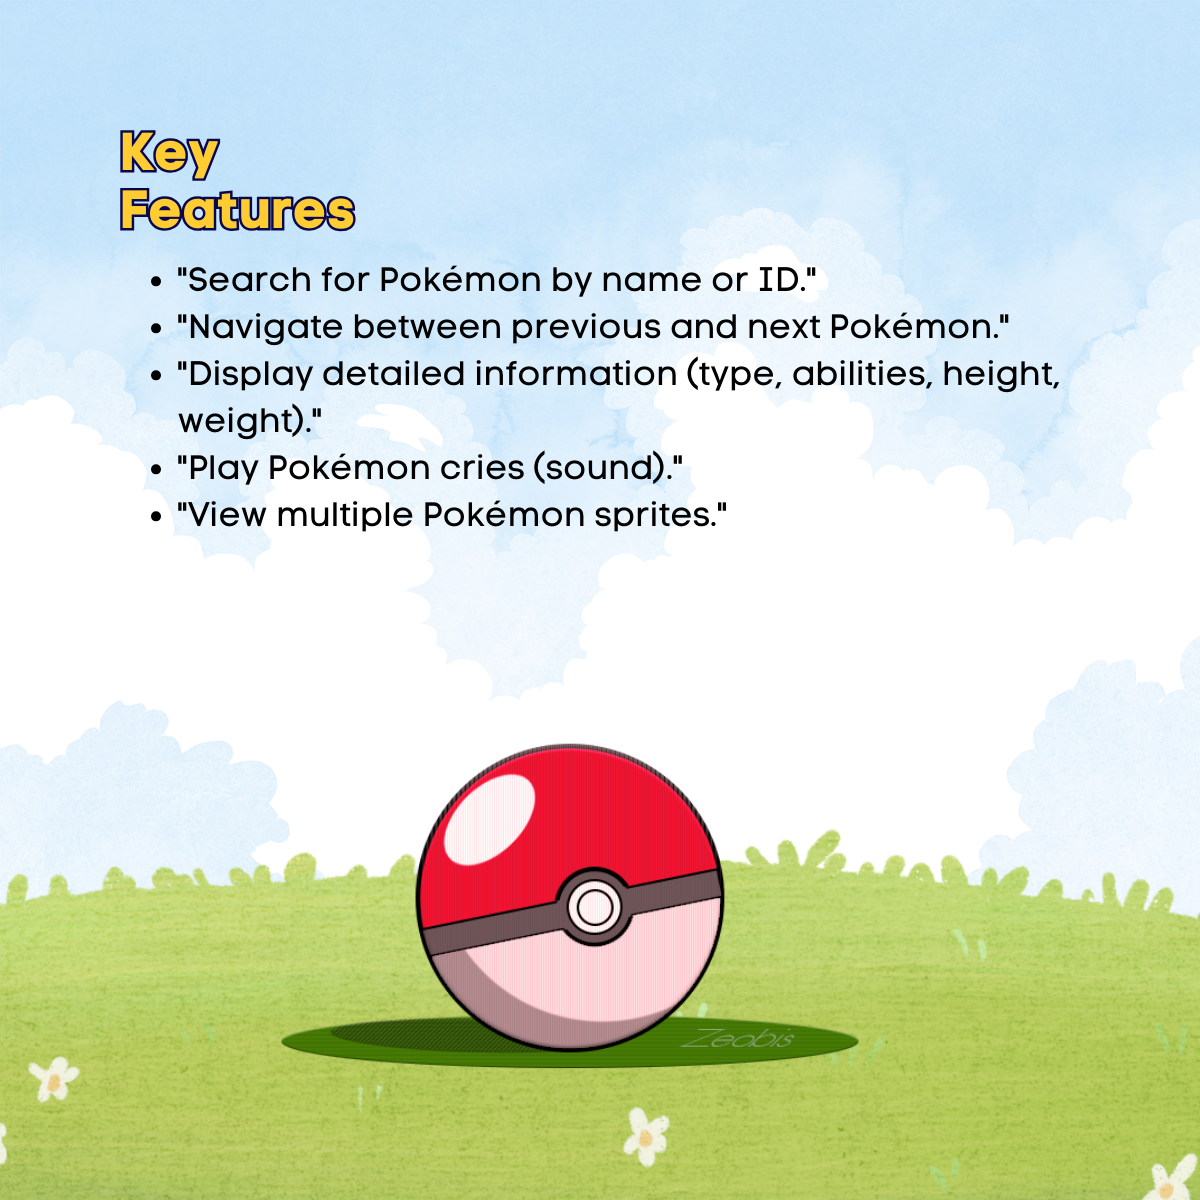 Key
Features
• "Search for Pokémon by name or ID."
• "Navigate between previous and next Pokémon."
• "Display detailed information (type, abilities, height,
weight)."
• "Play Pokémon cries (sound)."
• "View multiple Pokémon sprites."
Zeabis